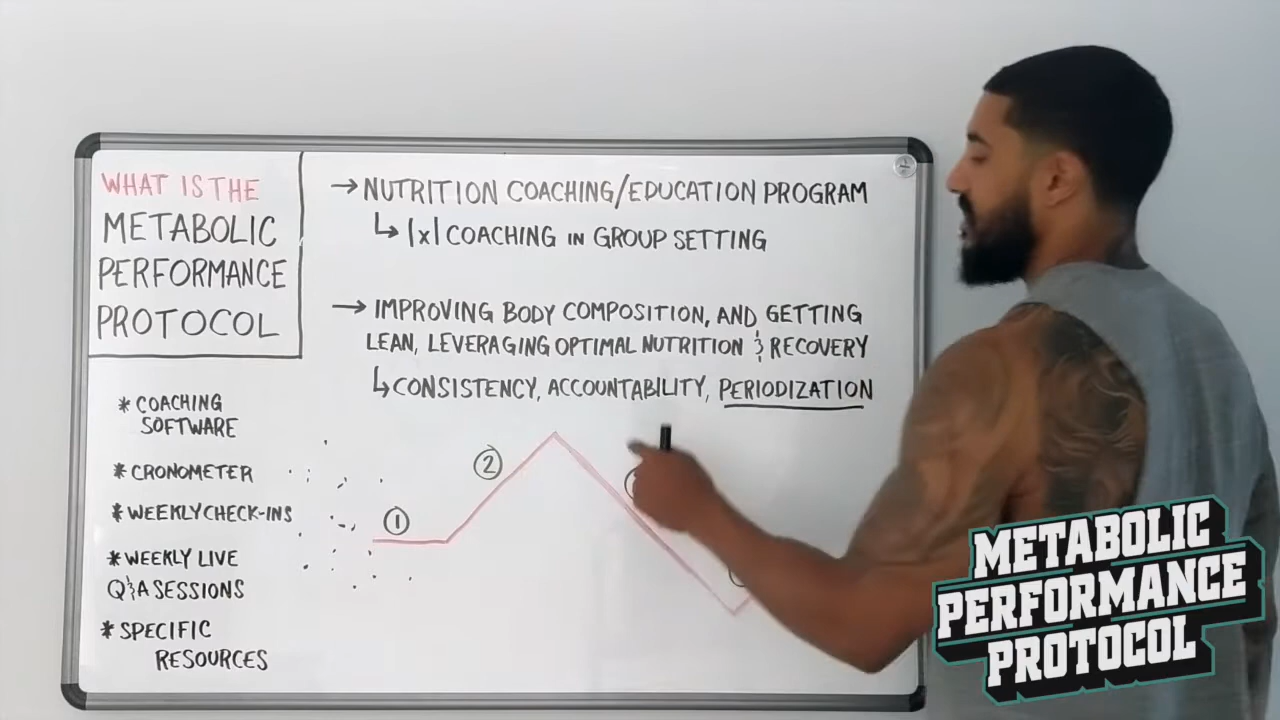 WHAT IS THE
METABOLIC
PERFORMANCE
PROTOCOL
→ NUTRITION COACHING/EDUCATION PROGRAM
↳ 1x1 COACHING IN GROUP SETTING
→ IMPROVING BODY COMPOSITION, AND GETTING
LEAN, LEVERAGING OPTIMAL NUTRITION & RECOVERY
↳ CONSISTENCY, ACCOUNTABILITY, PERIODIZATION
* COACHING
SOFTWARE
* CRONOMETER
* WEEKLY CHECK-INS
* WEEKLY LIVE
Q&A SESSIONS
* SPECIFIC
RESOURCES
①
②
METABOLIC
PERFORMANCE
PROTOCOL